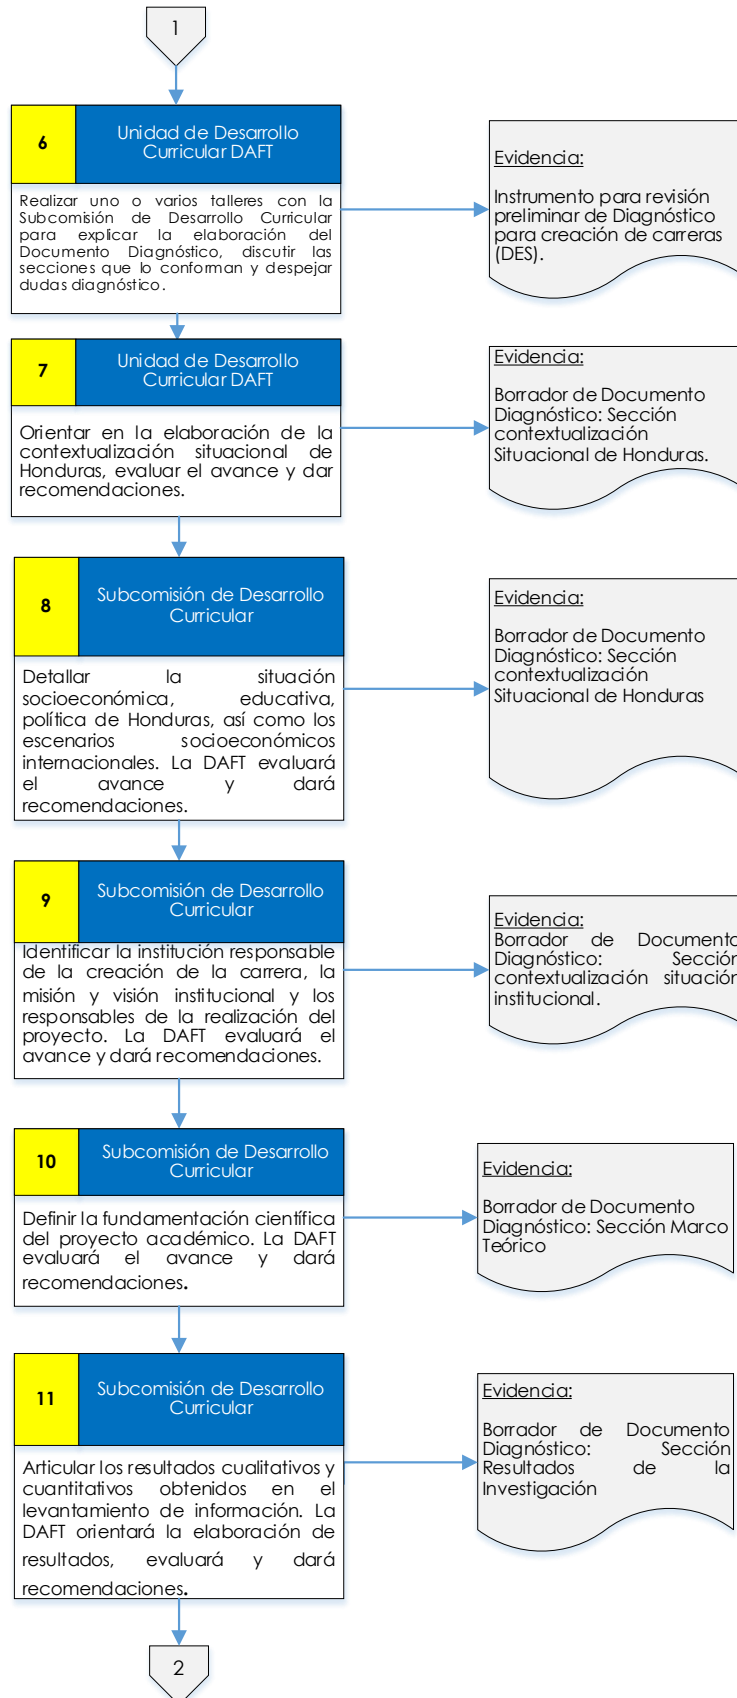 1
6
Unidad de Desarrollo
Curricular DAFT
Realizar uno o varios talleres con la
Subcomisión de Desarrollo Curricular
para explicar la elaboración del
Documento Diagnóstico, discutir las
secciones que lo conforman y despejar
dudas diagnóstico.
Evidencia:
Instrumento para revisión
preliminar de Diagnóstico
para creación de carreras
(DES).
7
Unidad de Desarrollo
Curricular DAFT
Orientar en la elaboración de la
contextualización situacional de
Honduras, evaluar el avance y dar
recomendaciones.
Evidencia:
Borrador de Documento
Diagnóstico: Sección
contextualización
Situacional de Honduras.
8
Subcomisión de Desarrollo
Curricular
Detallar la situación
socioeconómica, educativa,
política de Honduras, así como los
escenarios socioeconómicos
internacionales. La DAFT evaluará
el avance y dará
recomendaciones.
Evidencia:
Borrador de Documento
Diagnóstico: Sección
contextualización
Situacional de Honduras
9
Subcomisión de Desarrollo
Curricular
Identificar la institución responsable
de la creación de la carrera, la
misión y visión institucional y los
responsables de la realización del
proyecto. La DAFT evaluará el
avance y dará recomendaciones.
Evidencia:
Borrador de Documento
Diagnóstico: Sección
contextualización situación
institucional.
10
Subcomisión de Desarrollo
Curricular
Definir la fundamentación científica
del proyecto académico. La DAFT
evaluará el avance y dará
recomendaciones.
Evidencia:
Borrador de Documento
Diagnóstico: Sección Marco
Teórico
11
Subcomisión de Desarrollo
Curricular
Articular los resultados cualitativos y
cuantitativos obtenidos en el
levantamiento de información. La
DAFT orientará la elaboración de
resultados, evaluará y dará
recomendaciones.
Evidencia:
Borrador de Documento
Diagnóstico: Sección
Resultados de la
Investigación
2